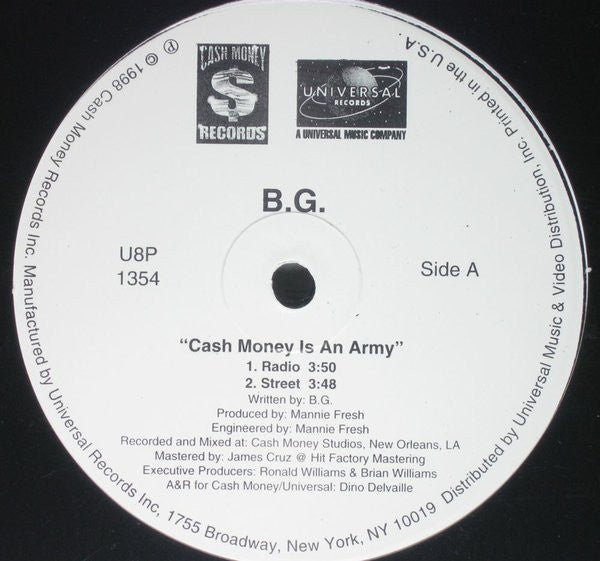 CASH MONEY
$
RECORDS
UNIVERSAL
RECORDS
A UNIVERSAL MUSIC COMPANY
B.G.
U8P
1354
Side A
"Cash Money Is An Army"
1. Radio 3:50
2. Street 3:48
Written by: B.G.
Produced by: Mannie Fresh
Engineered by: Mannie Fresh
Recorded and Mixed at: Cash Money Studios, New Orleans, LA
Mastered by: James Cruz @ Hit Factory Mastering
Executive Producers: Ronald Williams & Brian Williams
A&R for Cash Money/Universal: Dino Delvaille
℗ © 1998 Cash Money Records Inc. Manufactured by Universal Records Inc, 1755 Broadway, New York, NY 10019 Distributed by Universal Music & Video Distribution, Inc. Printed in the U.S.A